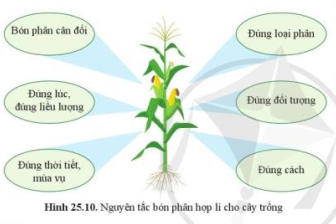 Bón phân cân đối
Đúng loại phân
Đúng lúc,
đúng liều lượng
Đúng đối tượng
Đúng thời tiết,
mùa vụ
Đúng cách
Hình 25.10. Nguyên tắc bón phân hợp lí cho cây trồng